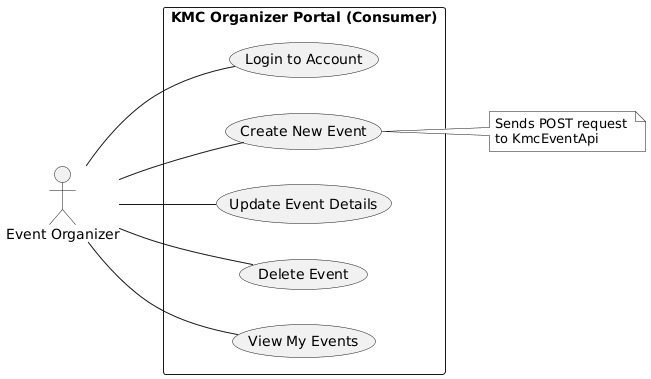 KMC Organizer Portal (Consumer)
Login to Account
Create New Event
Sends POST request
to KmcEventApi
Update Event Details
Event Organizer
Delete Event
View My Events